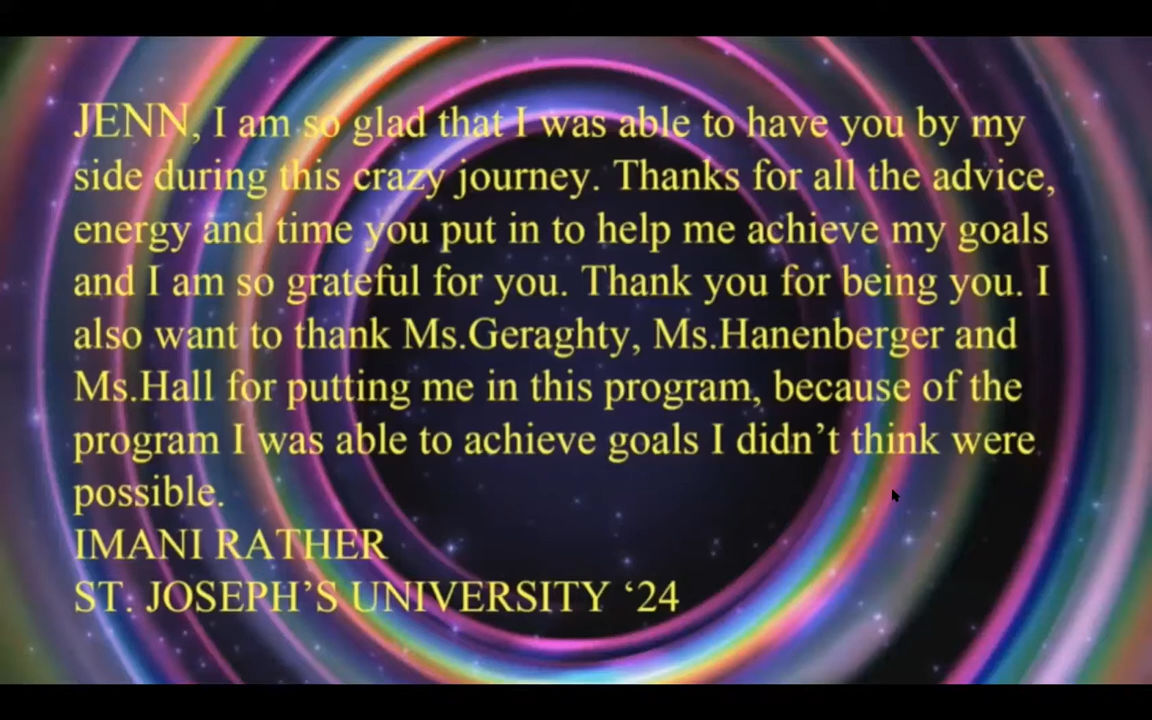 JENN, I am so glad that I was able to have you by my
side during this crazy journey. Thanks for all the advice,
energy and time you put in to help me achieve my goals
and I am so grateful for you. Thank you for being you. I
also want to thank Ms.Geraghty, Ms.Hanenberger and
Ms.Hall for putting me in this program, because of the
program I was able to achieve goals I didn’t think were
possible.
IMANI RATHER
ST. JOSEPH’S UNIVERSITY ‘24